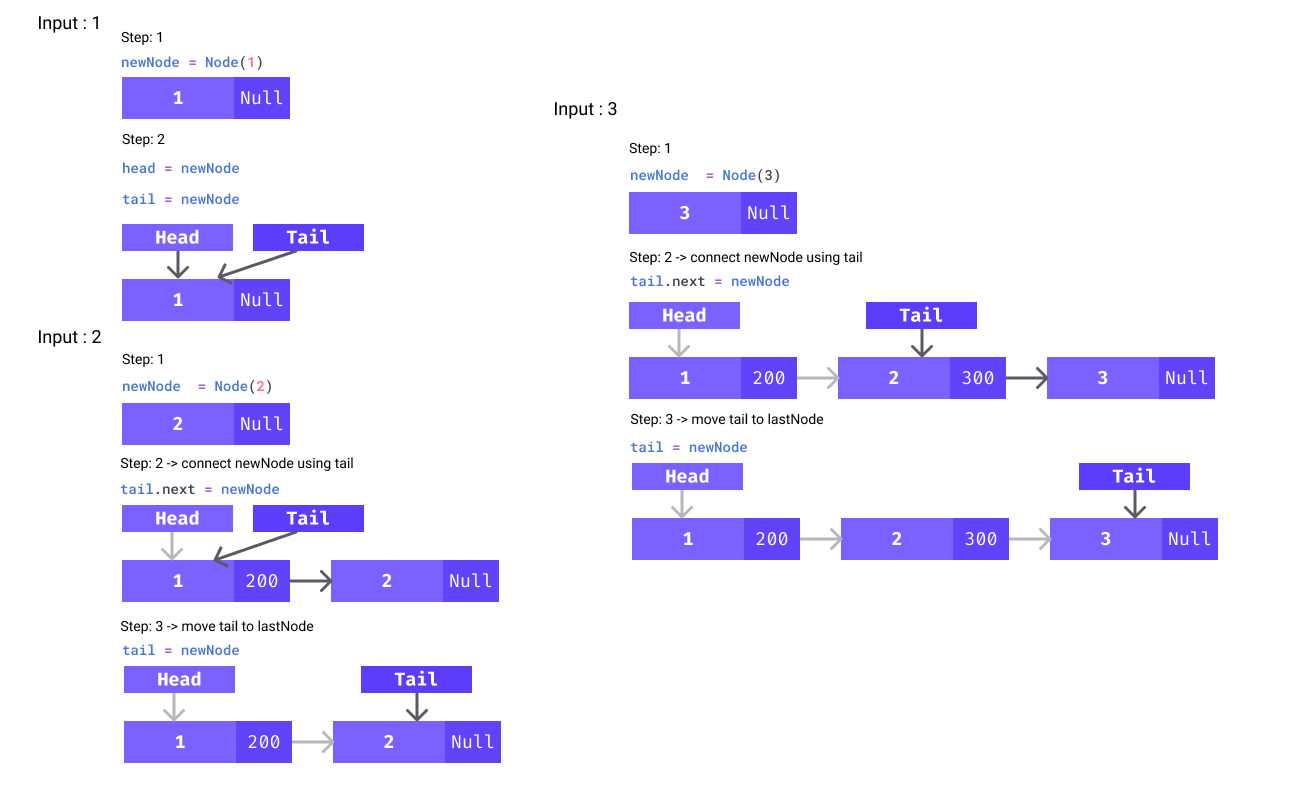 Input : 1
Step: 1
newNode = Node(1)
1 Null
Step: 2
head = newNode
tail = newNode
Head Tail
1 Null
Input : 2
Step: 1
newNode = Node(2)
2 Null
Step: 2 -> connect newNode using tail
tail.next = newNode
Head Tail
1 200 2 Null
Step: 3 -> move tail to lastNode
tail = newNode
Head Tail
1 200 2 Null
Input : 3
Step: 1
newNode = Node(3)
3 Null
Step: 2 -> connect newNode using tail
tail.next = newNode
Head Tail
1 200 2 300 3 Null
Step: 3 -> move tail to lastNode
tail = newNode
Head Tail
1 200 2 300 3 Null